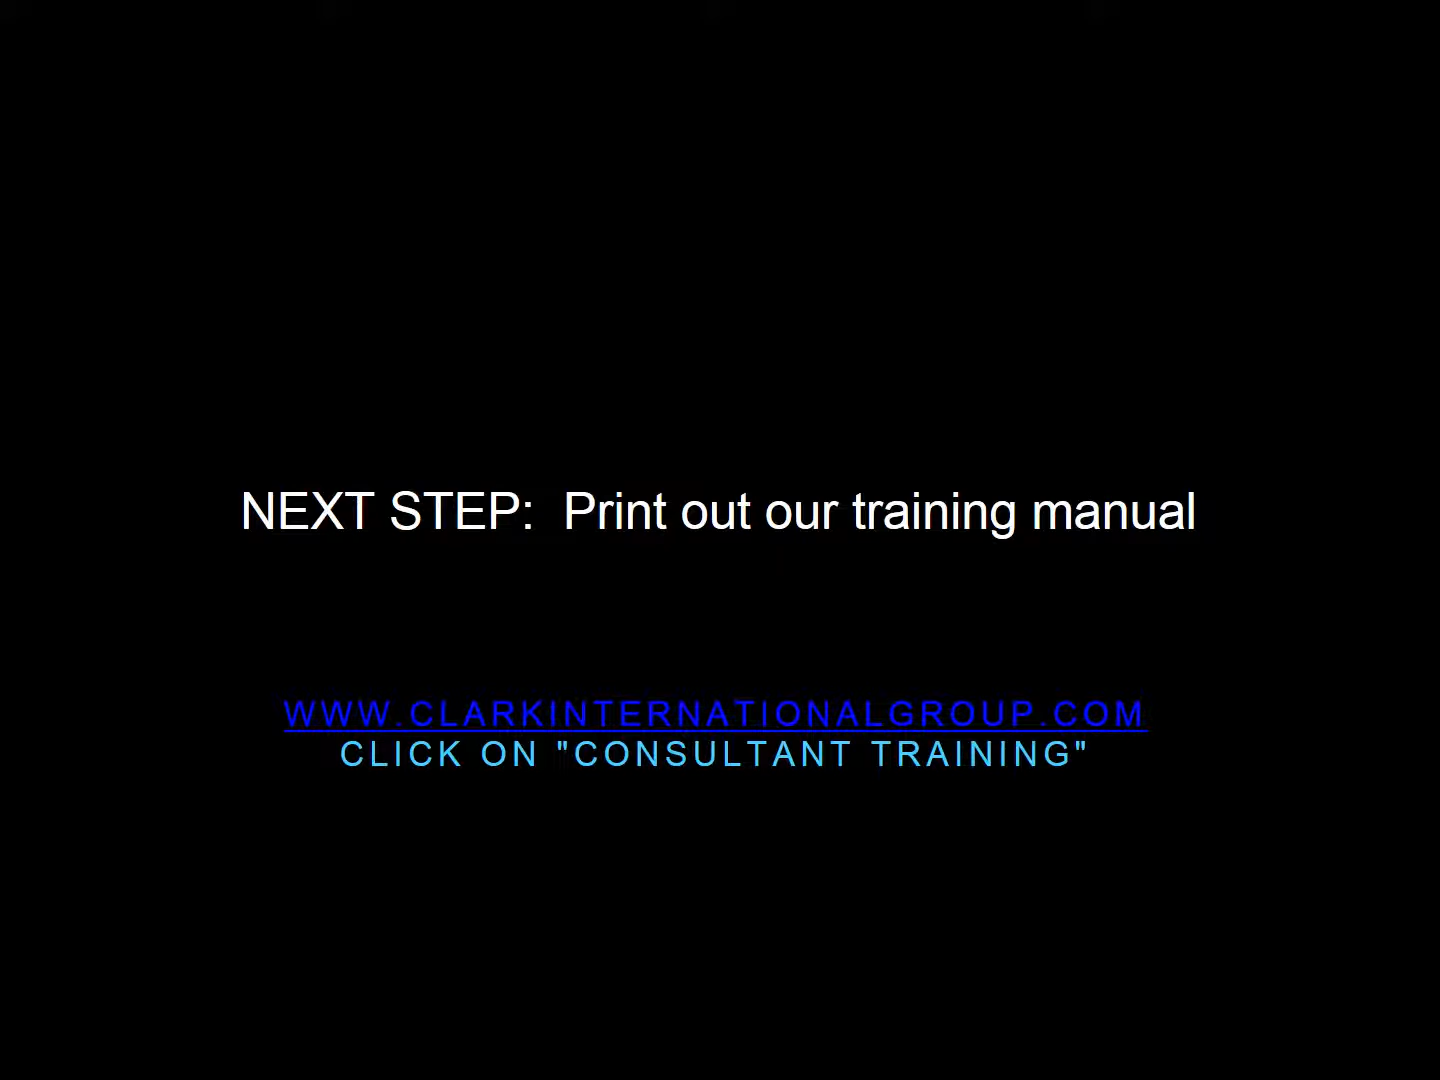 NEXT STEP:  Print out our training manual
WWW.CLARKINTERNATIONALGROUP.COM
CLICK ON "CONSULTANT TRAINING"